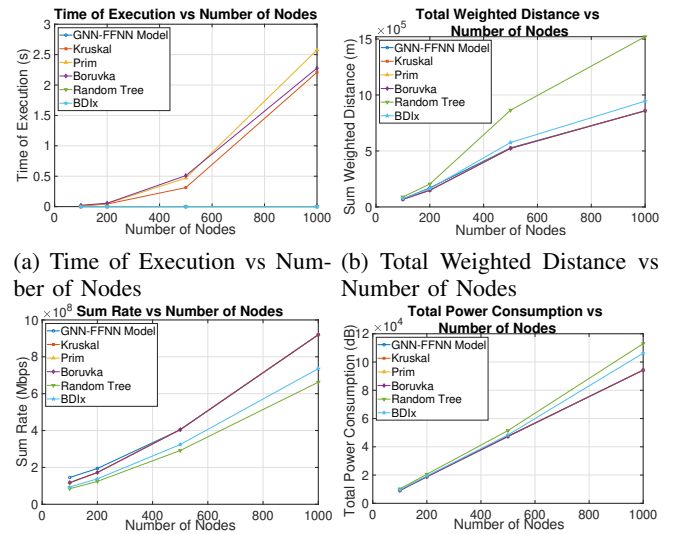 Time of Execution vs Number of Nodes
3
2.5
2
1.5
1
0.5
0
Time of Execution (s)
GNN-FFNN Model
Kruskal
Prim
Boruvka
Random Tree
BDIx
0 200 400 600 800 1000
Number of Nodes
Total Weighted Distance vs
Number of Nodes
×10⁵
15
10
5
0
Sum Weighted Distance (m)
GNN-FFNN Model
Kruskal
Prim
Boruvka
Random Tree
BDIx
0 200 400 600 800 1000
Number of Nodes
(a) Time of Execution vs Num-
ber of Nodes
(b) Total Weighted Distance vs
Number of Nodes
Sum Rate vs Number of Nodes
×10⁸
10
8
6
4
2
0
Sum Rate (Mbps)
GNN-FFNN Model
Kruskal
Prim
Boruvka
Random Tree
BDIx
0 200 400 600 800 1000
Number of Nodes
Total Power Consumption vs
Number of Nodes
×10⁴
12
10
8
6
4
2
0
Total Power Consumption (dB)
GNN-FFNN Model
Kruskal
Prim
Boruvka
Random Tree
BDIx
0 200 400 600 800 1000
Number of Nodes